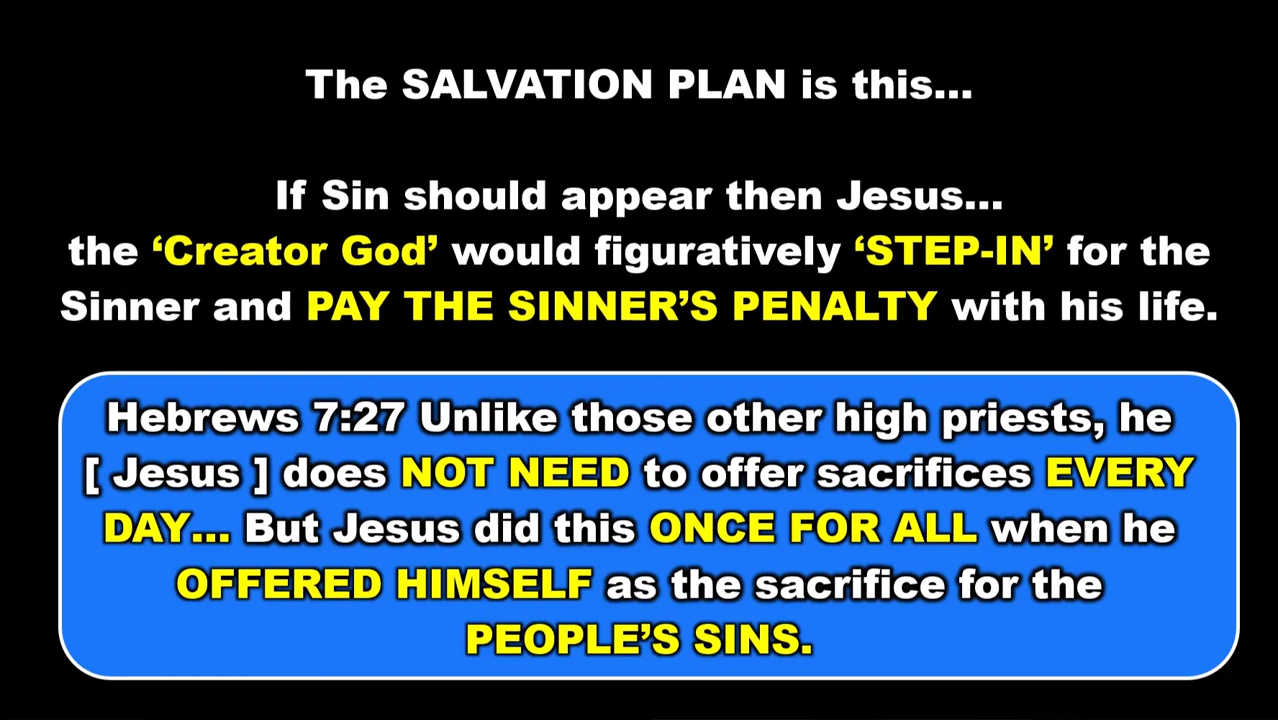 The SALVATION PLAN is this...
If Sin should appear then Jesus...
the ‘Creator God’ would figuratively ‘STEP-IN’ for the
Sinner and PAY THE SINNER’S PENALTY with his life.
Hebrews 7:27 Unlike those other high priests, he
[ Jesus ] does NOT NEED to offer sacrifices EVERY
DAY... But Jesus did this ONCE FOR ALL when he
OFFERED HIMSELF as the sacrifice for the
PEOPLE’S SINS.